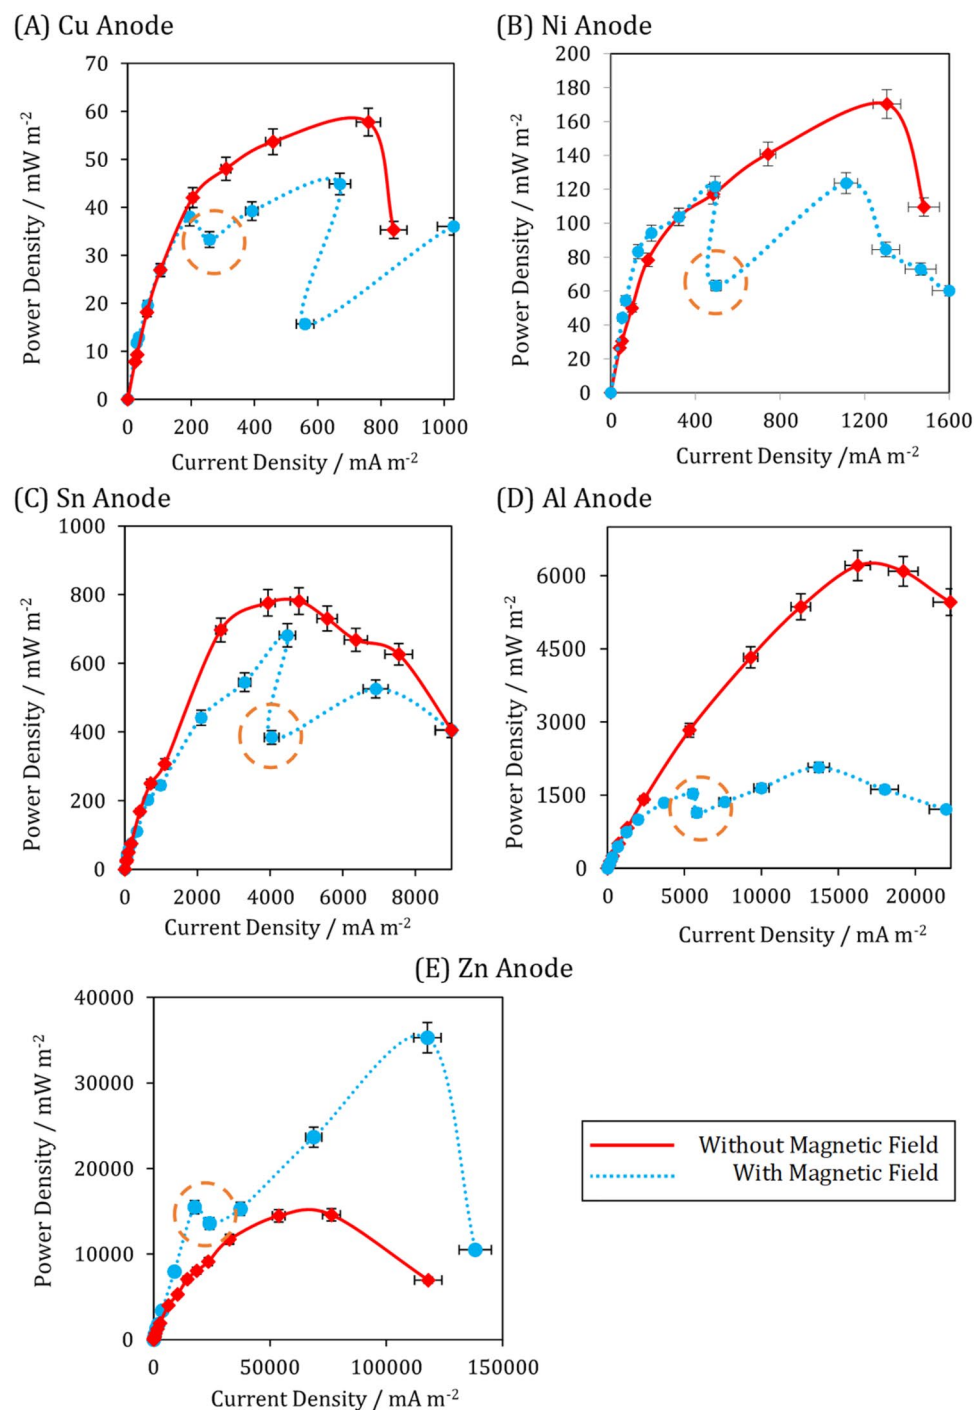 (A) Cu Anode
70
60
50
40
30
20
10
0
0 200 400 600 800 1000
Power Density / mW m-2
Current Density / mA m-2
(B) Ni Anode
200
180
160
140
120
100
80
60
40
20
0
0 400 800 1200 1600
Power Density / mW m-2
Current Density /mA m-2
(C) Sn Anode
1000
800
600
400
200
0
0 2000 4000 6000 8000
Power Density / mW m-2
Current Density / mA m-2
(D) Al Anode
6000
4500
3000
1500
0
0 5000 10000 15000 20000
Power Density / mW m-2
Current Density / mA m-2
(E) Zn Anode
40000
30000
20000
10000
0
0 50000 100000 150000
Power Density / mW m-2
Current Density / mA m-2
Without Magnetic Field
With Magnetic Field